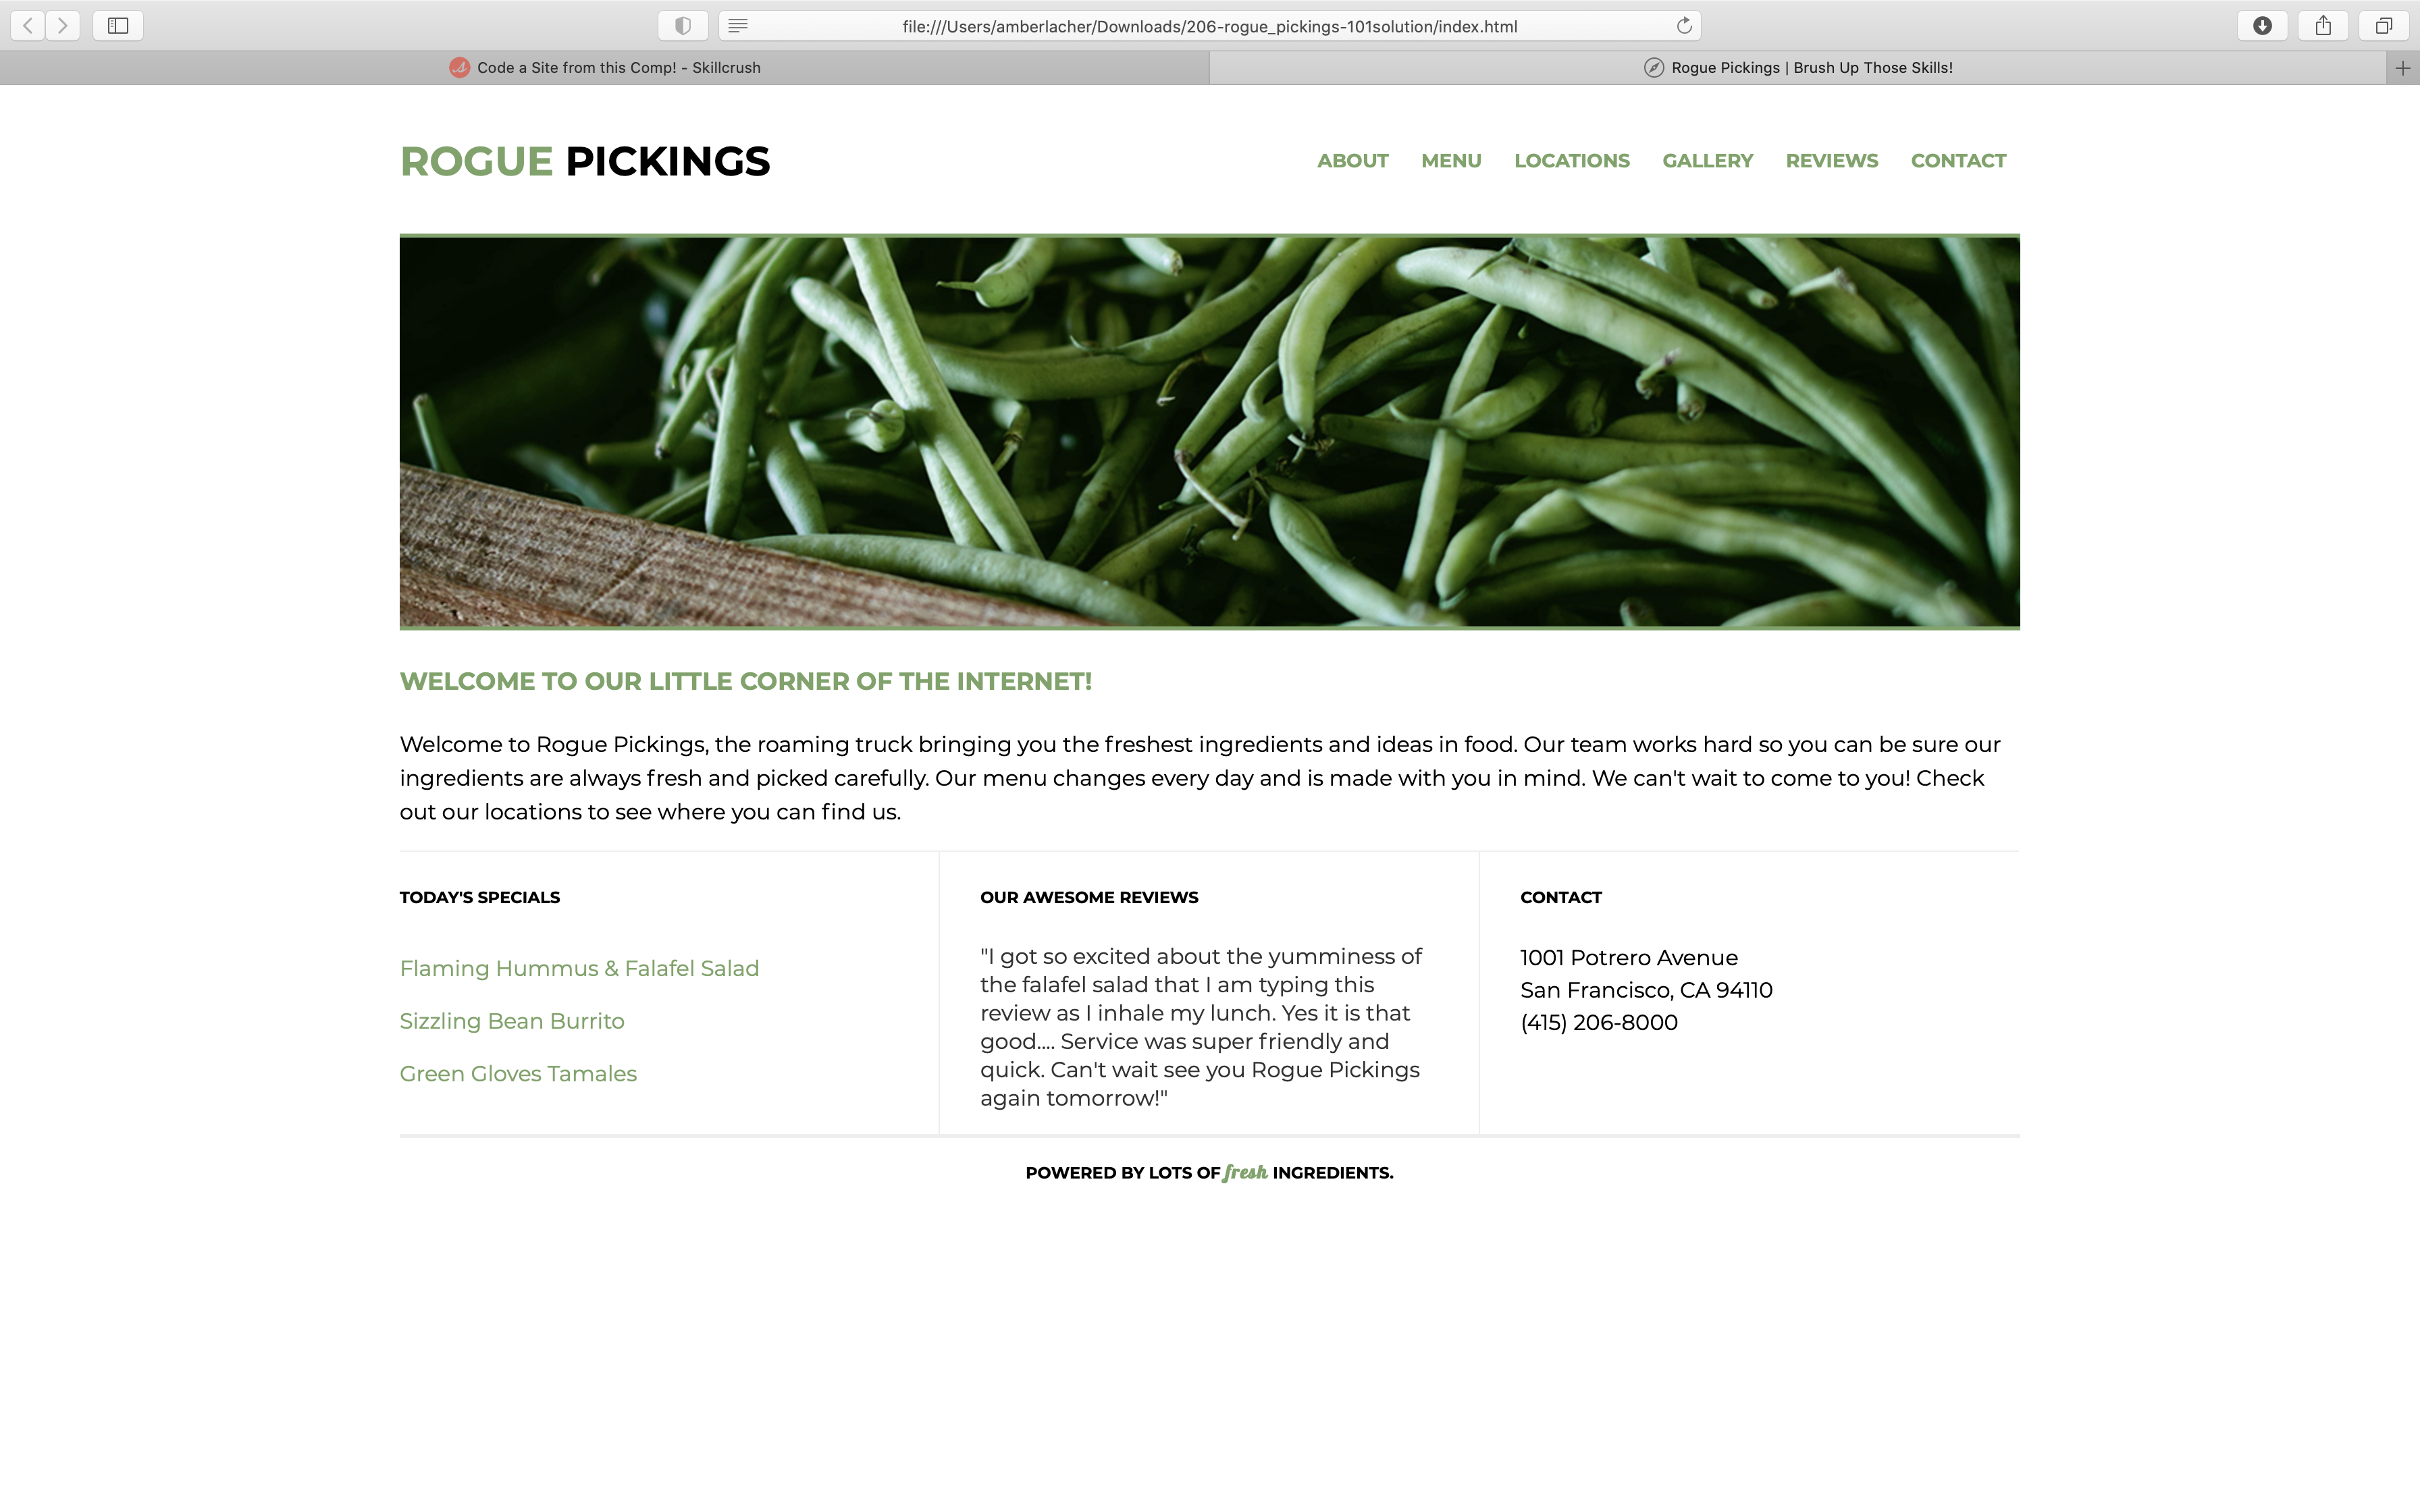 file:///Users/amberlacher/Downloads/206-rogue_pickings-101solution/index.html
Code a Site from this Comp! - Skillcrush
Rogue Pickings | Brush Up Those Skills!
ROGUE PICKINGS
ABOUT MENU LOCATIONS GALLERY REVIEWS CONTACT
WELCOME TO OUR LITTLE CORNER OF THE INTERNET!
Welcome to Rogue Pickings, the roaming truck bringing you the freshest ingredients and ideas in food. Our team works hard so you can be sure our
ingredients are always fresh and picked carefully. Our menu changes every day and is made with you in mind. We can't wait to come to you! Check
out our locations to see where you can find us.
TODAY'S SPECIALS
Flaming Hummus & Falafel Salad
Sizzling Bean Burrito
Green Gloves Tamales
OUR AWESOME REVIEWS
"I got so excited about the yumminess of
the falafel salad that I am typing this
review as I inhale my lunch. Yes it is that
good.... Service was super friendly and
quick. Can't wait see you Rogue Pickings
again tomorrow!"
CONTACT
1001 Potrero Avenue
San Francisco, CA 94110
(415) 206-8000
POWERED BY LOTS OF fresh INGREDIENTS.